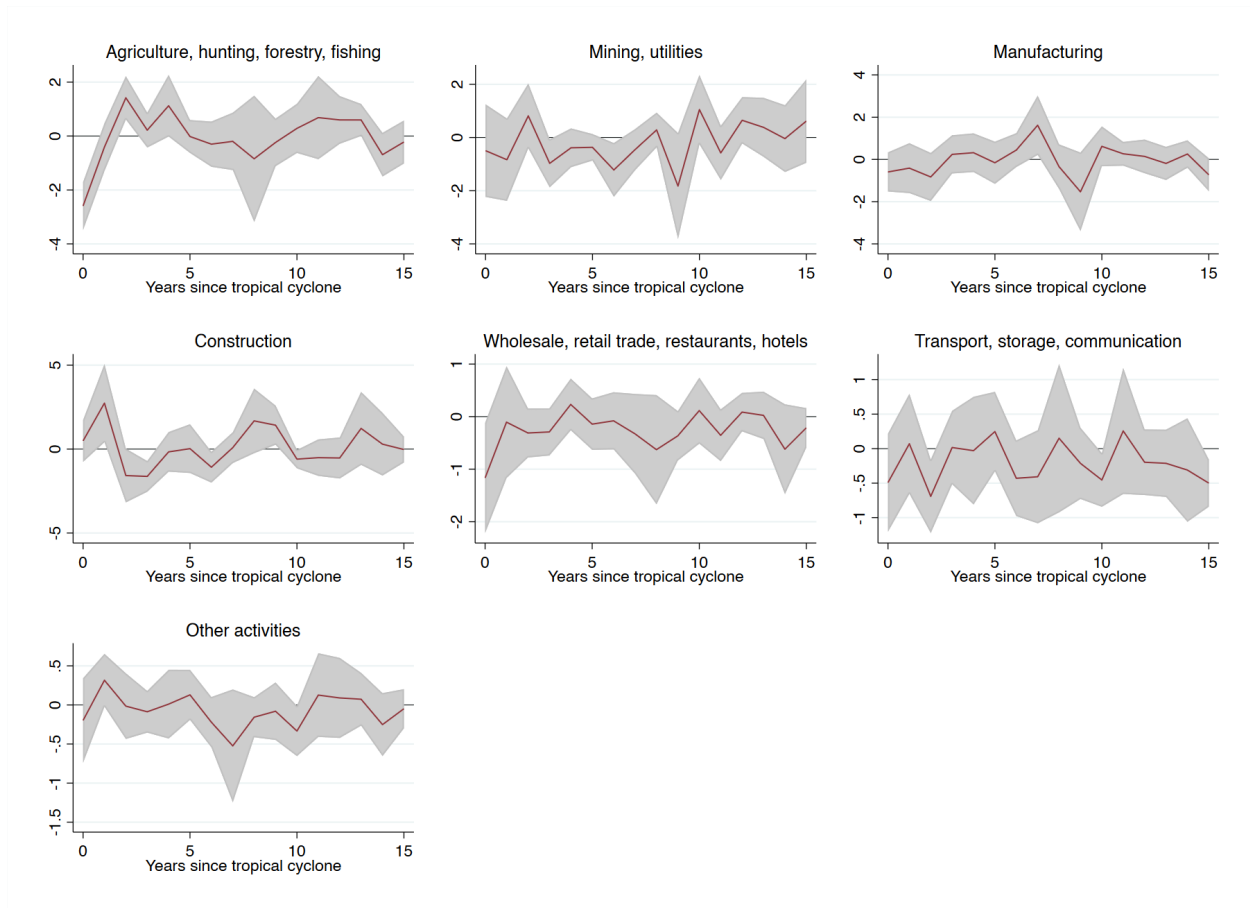 Agriculture, hunting, forestry, fishing
2
0
-2
-4
0 5 10 15
Years since tropical cyclone
Mining, utilities
2
0
-2
-4
0 5 10 15
Years since tropical cyclone
Manufacturing
4
2
0
-2
-4
0 5 10 15
Years since tropical cyclone
Construction
5
0
-5
0 5 10 15
Years since tropical cyclone
Wholesale, retail trade, restaurants, hotels
1
0
-1
-2
0 5 10 15
Years since tropical cyclone
Transport, storage, communication
1
.5
0
-.5
-1
0 5 10 15
Years since tropical cyclone
Other activities
.5
0
-.5
-1
-1.5
0 5 10 15
Years since tropical cyclone